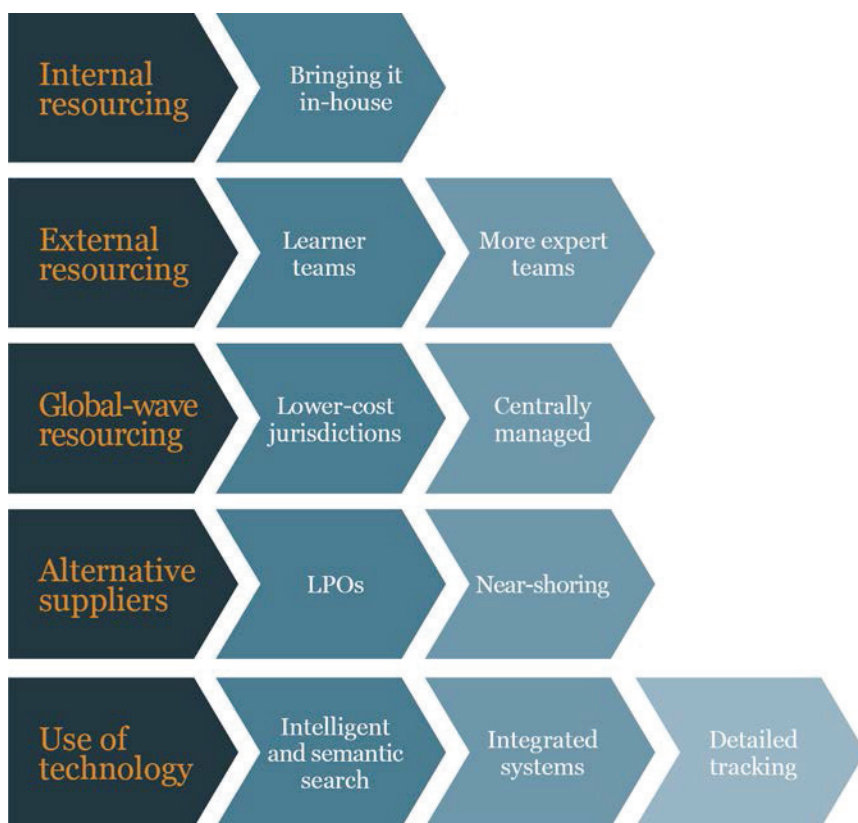 Internal
resourcing
Bringing it
in-house
External
resourcing
Learner
teams
More expert
teams
Global-wave
resourcing
Lower-cost
jurisdictions
Centrally
managed
Alternative
suppliers
LPOs
Near-shoring
Use of
technology
Intelligent
and semantic
search
Integrated
systems
Detailed
tracking